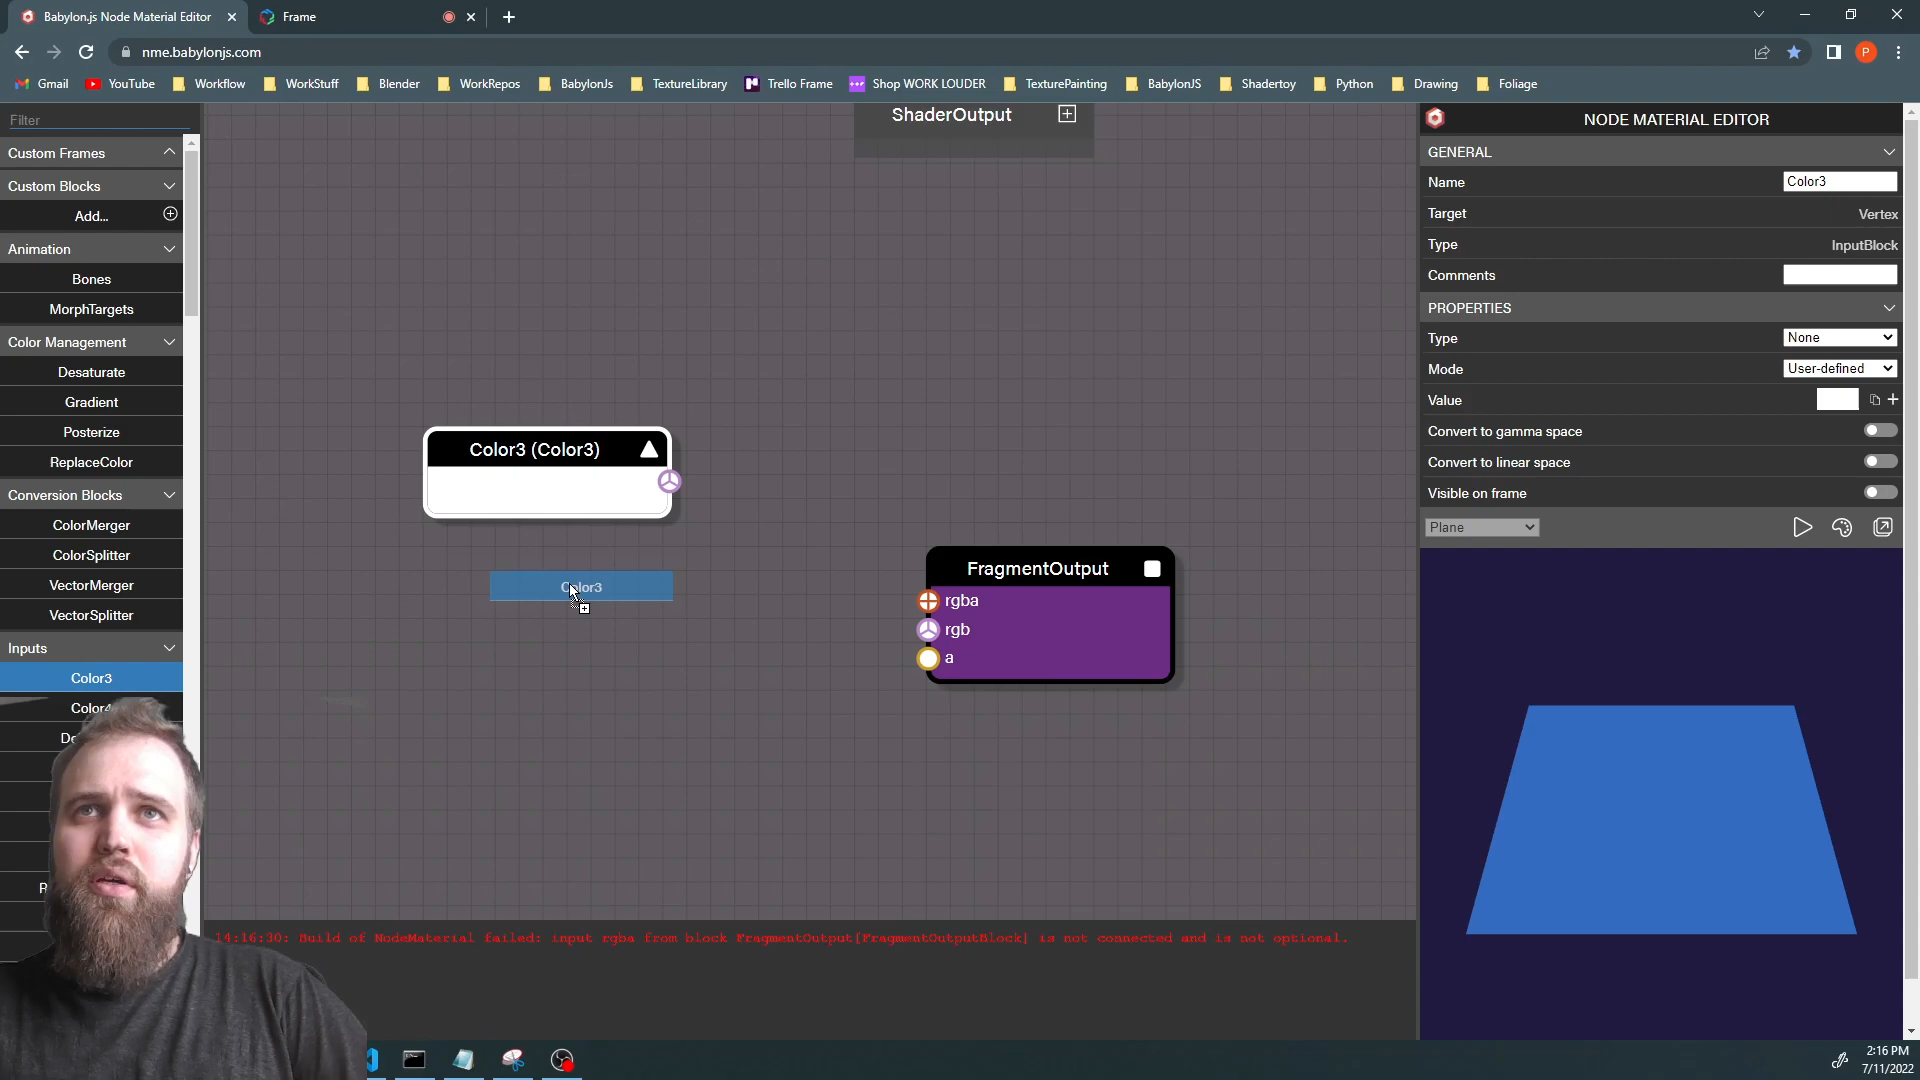 Babylon.js Node Material Editor
Frame
nme.babylonjs.com
Gmail
YouTube
Workflow
WorkStuff
Blender
WorkRepos
BabylonJs
TextureLibrary
Trello Frame
Shop WORK LOUDER
TexturePainting
BabylonJS
Shadertoy
Python
Drawing
Foliage
Filter
Custom Frames
Custom Blocks
Add...
Animation
Bones
MorphTargets
Color Management
Desaturate
Gradient
Posterize
ReplaceColor
Conversion Blocks
ColorMerger
ColorSplitter
VectorMerger
VectorSplitter
Inputs
Color3
Color4
ShaderOutput
Color3 (Color3)
Color3
FragmentOutput
rgba
rgb
a
14:16:30: Build of NodeMaterial failed: input rgba from block FragmentOutput[FragmentOutputBlock] is not connected and is not optional.
NODE MATERIAL EDITOR
GENERAL
Name Color3
Target Vertex
Type InputBlock
Comments
PROPERTIES
Type None
Mode User-defined
Value
Convert to gamma space
Convert to linear space
Visible on frame
Plane
2:16 PM
7/11/2022